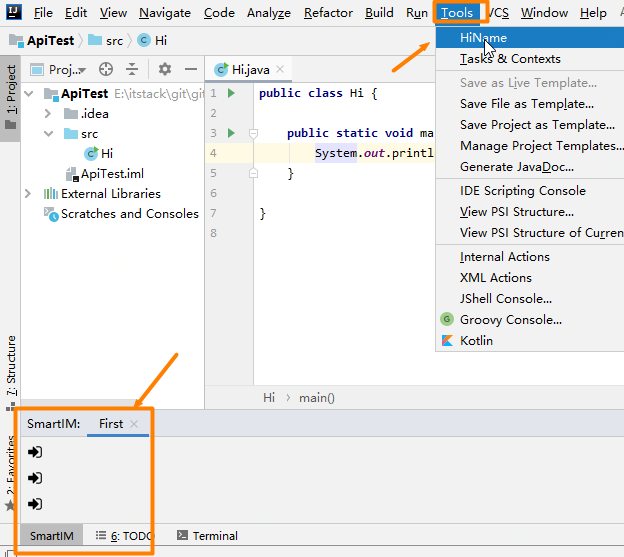 IJ File Edit View Navigate Code Analyze Refactor Build Run Tools VCS Window Help
ApiTest src Hi
1: Project
Proj...
Hi.java
ApiTest E:\itstack\git\g
.idea
src
Hi
ApiTest.iml
External Libraries
Scratches and Consoles
1 public class Hi {
2
3 public static void ma
4 System.out.printl
5 }
6
7 }
8
HiName
Tasks & Contexts
Save as Live Template...
Save File as Template...
Save Project as Template...
Manage Project Templates...
Generate JavaDoc...
IDE Scripting Console
View PSI Structure...
View PSI Structure of Curren
Internal Actions
XML Actions
JShell Console...
G Groovy Console...
Kotlin
Hi main()
7: Structure
2: Favorites
SmartIM: First
SmartIM 6: TODO Terminal